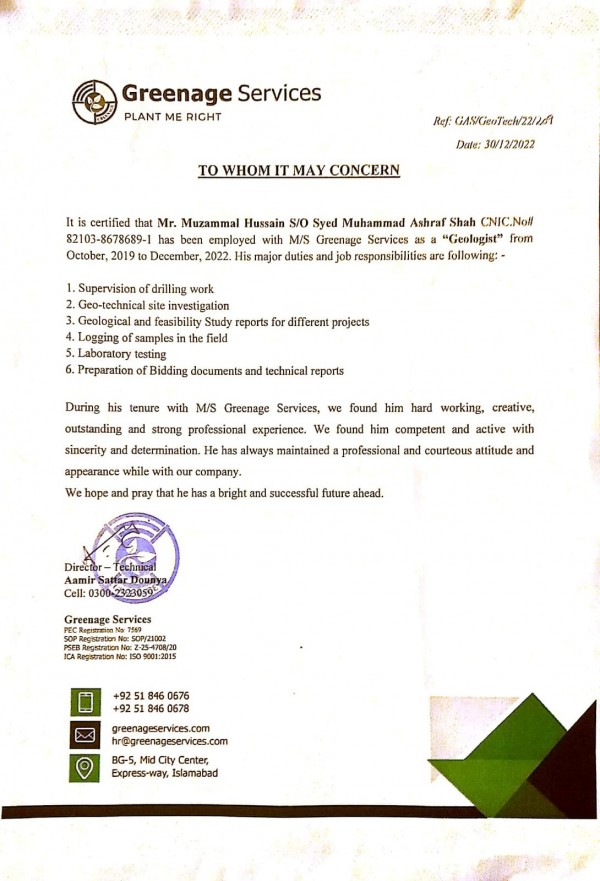 Greenage Services
PLANT ME RIGHT
Ref: GAS/GeoTech/22/
Date: 30/12/2022
TO WHOM IT MAY CONCERN
It is certified that Mr. Muzammal Hussain S/O Syed Muhammad Ashraf Shah CNIC.No#
82103-8678689-1 has been employed with M/S Greenage Services as a “Geologist” from
October, 2019 to December, 2022. His major duties and job responsibilities are following: -
1. Supervision of drilling work
2. Geo-technical site investigation
3. Geological and feasibility Study reports for different projects
4. Logging of samples in the field
5. Laboratory testing
6. Preparation of Bidding documents and technical reports
During his tenure with M/S Greenage Services, we found him hard working, creative,
outstanding and strong professional experience. We found him competent and active with
sincerity and determination. He has always maintained a professional and courteous attitude and
appearance while with our company.
We hope and pray that he has a bright and successful future ahead.
Director – Technical
Aamir Sattar Dounya
Cell: 0300-2323059
Greenage Services
PEC Registration No: 7569
SOP Registration No: SOP/21002
PSEB Registration No: Z-25-4708/20
ICA Registration No: ISO 9001:2015
+92 51 846 0676
+92 51 846 0678
greenageservices.com
hr@greenageservices.com
BG-5, Mid City Center,
Express-way, Islamabad